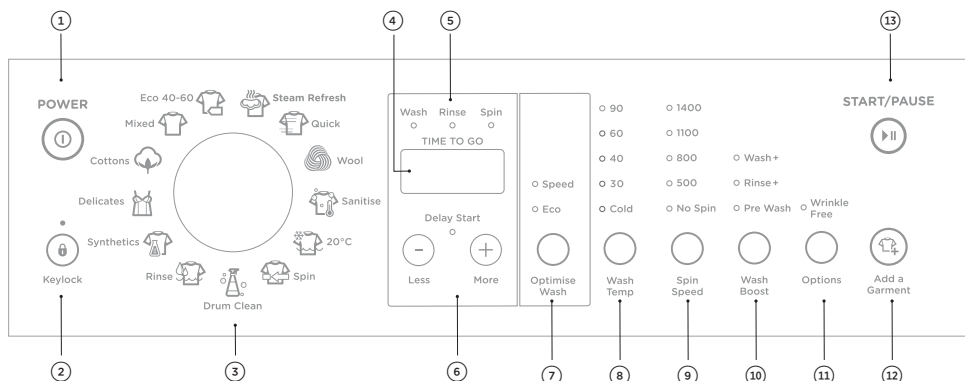 1
4
5
13
POWER
Eco 40-60
Steam Refresh
Mixed
Quick
Cottons
Wool
Delicates
Sanitise
Synthetics
20°C
Rinse
Spin
Drum Clean
Keylock
Wash Rinse Spin
TIME TO GO
Delay Start
- +
Less More
Speed
Eco
Optimise
Wash
90
60
40
30
Cold
Wash
Temp
1400
1100
800
500
No Spin
Spin
Speed
Wash+
Rinse+
Pre Wash
Wash
Boost
Wrinkle
Free
Options
START/PAUSE
Add a
Garment
2
3
6
7
8
9
10
11
12